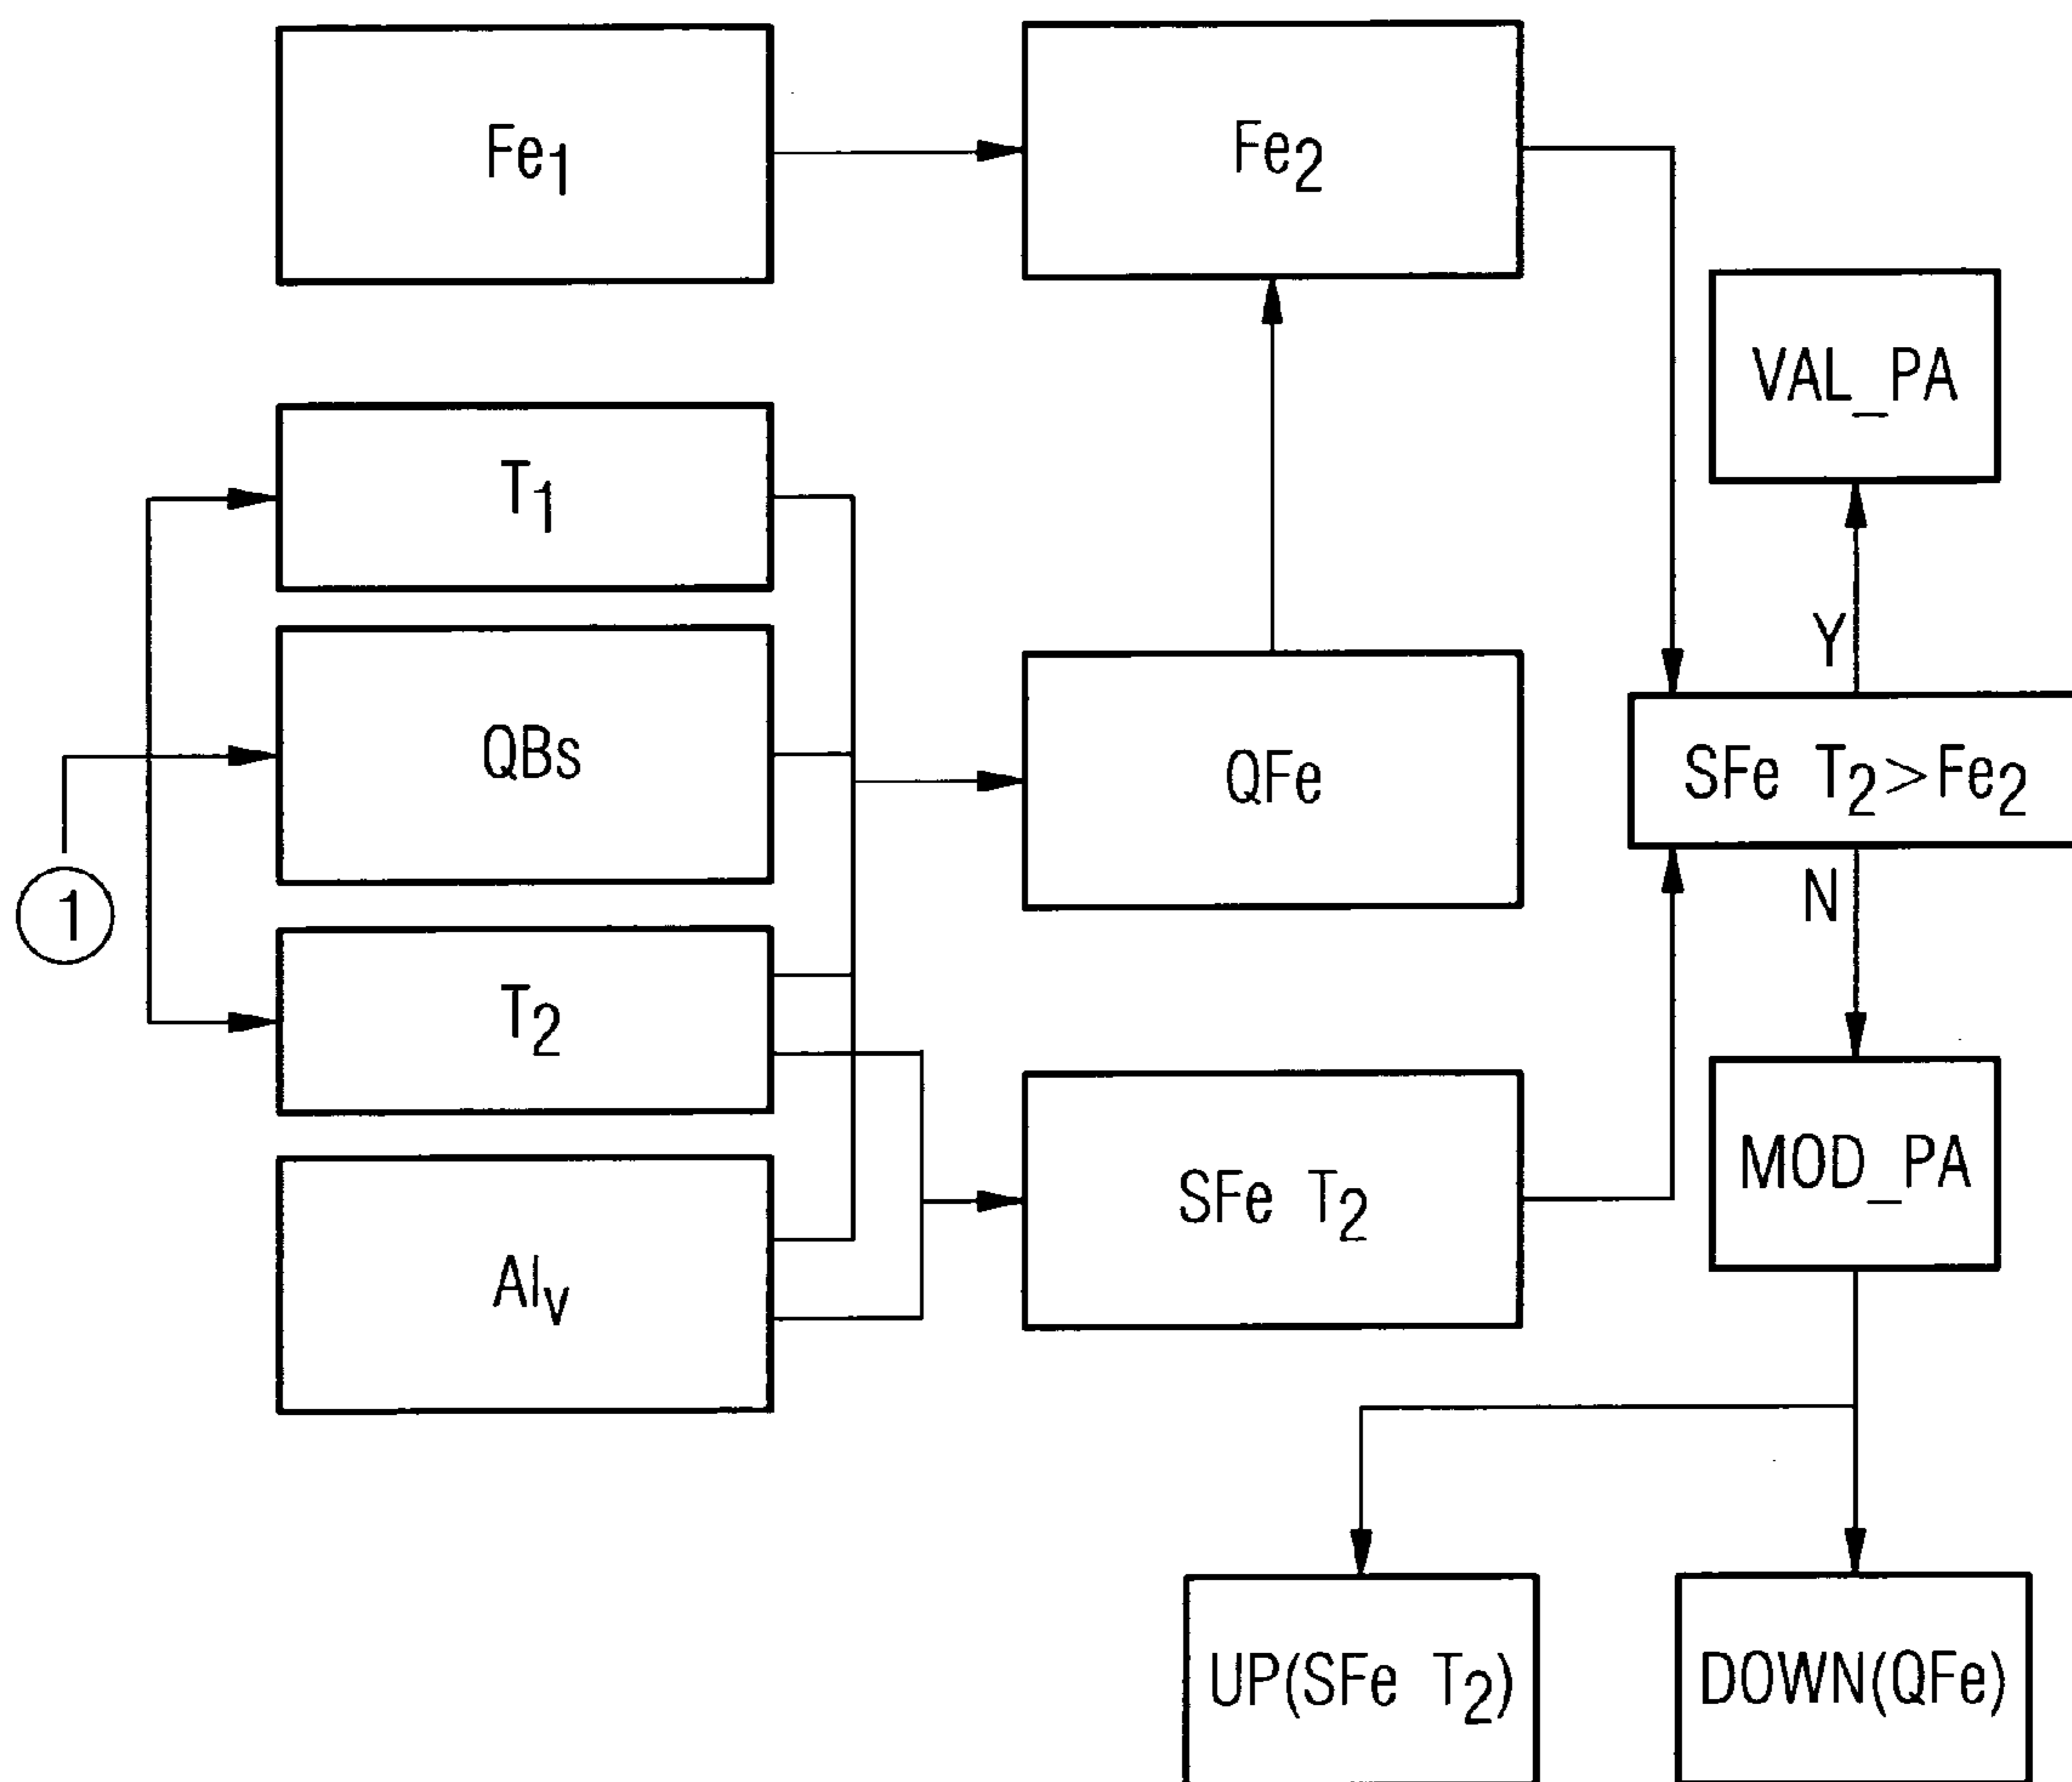 Fe1
Fe2
VAL_PA
T1
Y
QBs
QFe
SFe T2>Fe2
1
N
T2
MOD_PA
SFe T2
Alv
UP(SFe T2)
DOWN(QFe)